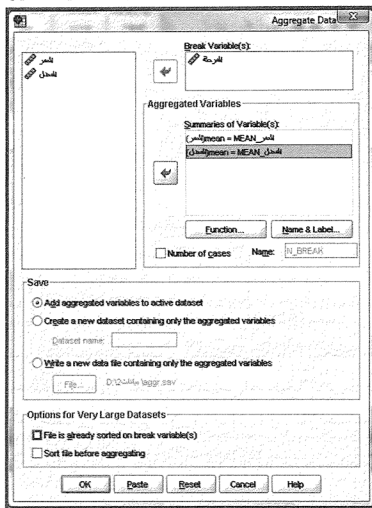 Aggregate Data
Break Variable(s):
العمر
المعدل
المرحلة
Aggregated Variables
Summaries of Variable(s):
العمر_mean = MEAN(العمر)
المعدل_mean = MEAN(المعدل)
Function...
Name & Label...
Number of cases
Name:
N_BREAK
Save
Add aggregated variables to active dataset
Create a new dataset containing only the aggregated variables
Dataset name:
Write a new data file containing only the aggregated variables
File...
\aggr.sav
Options for Very Large Datasets
File is already sorted on break variable(s)
Sort file before aggregating
OK
Paste
Reset
Cancel
Help